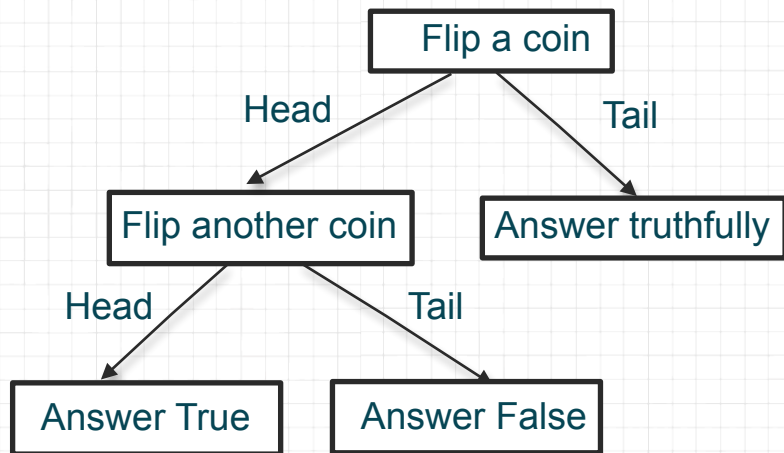 Flip a coin
Head
Tail
Flip another coin
Answer truthfully
Head
Tail
Answer True
Answer False